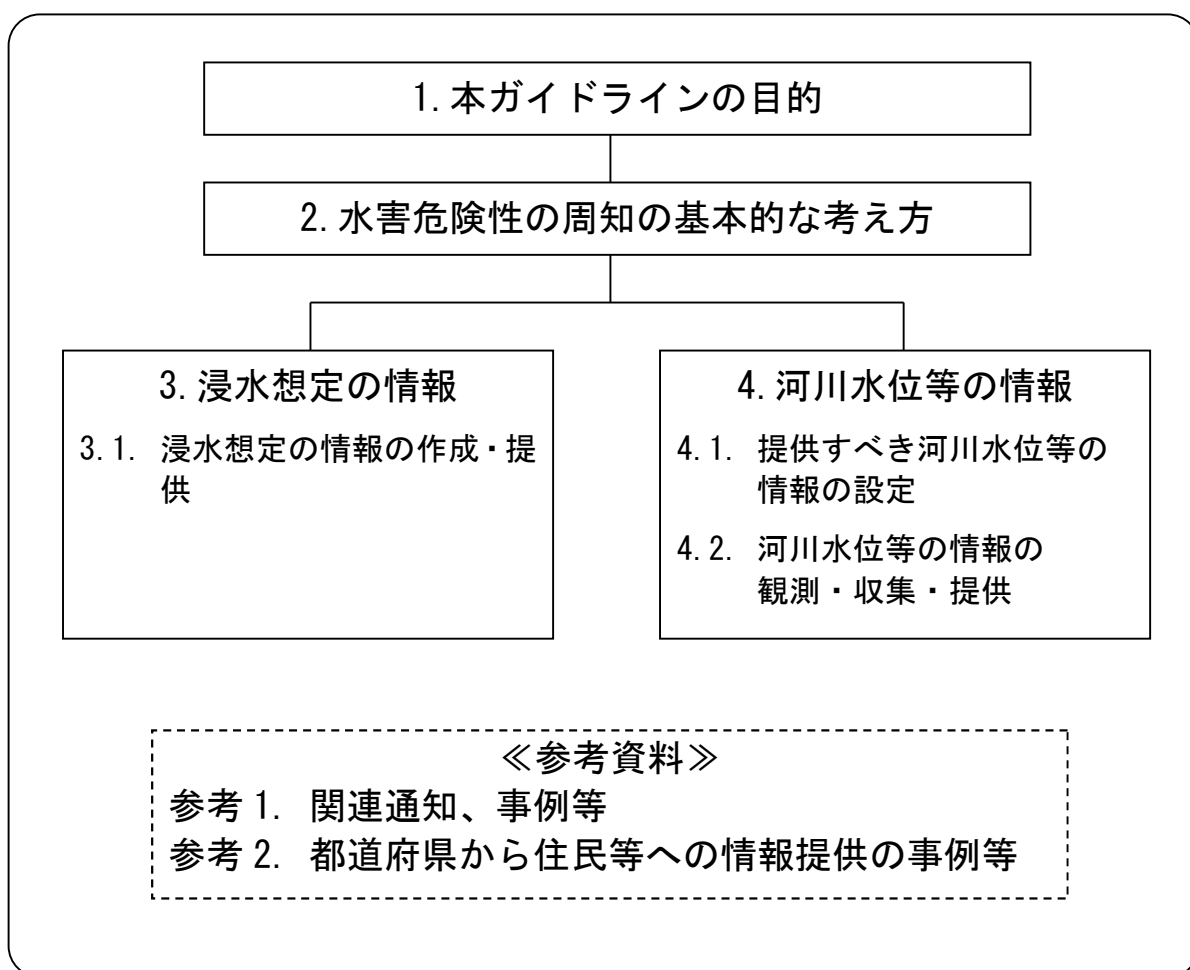 1.本ガイドラインの目的
2.水害危険性の周知の基本的な考え方
3.浸水想定の情報
3.1. 浸水想定の情報の作成・提
供
4.河川水位等の情報
4.1. 提供すべき河川水位等の
情報の設定
4.2. 河川水位等の情報の
観測・収集・提供
≪参考資料≫
参考1. 関連通知、事例等
参考2. 都道府県から住民等への情報提供の事例等